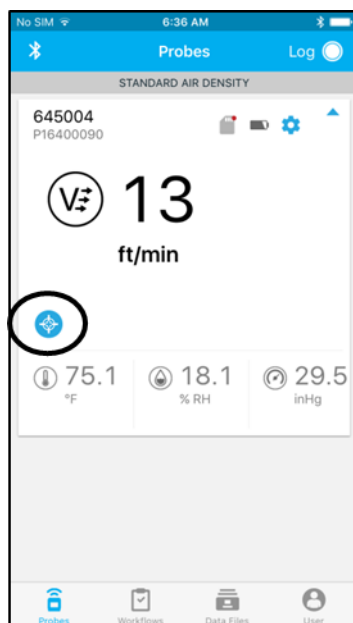 No SIM 6:36 AM
Probes Log
STANDARD AIR DENSITY
645004
P16400090
V 13
ft/min
75.1 18.1 29.5
°F % RH inHg
Probes Workflows Data Files User